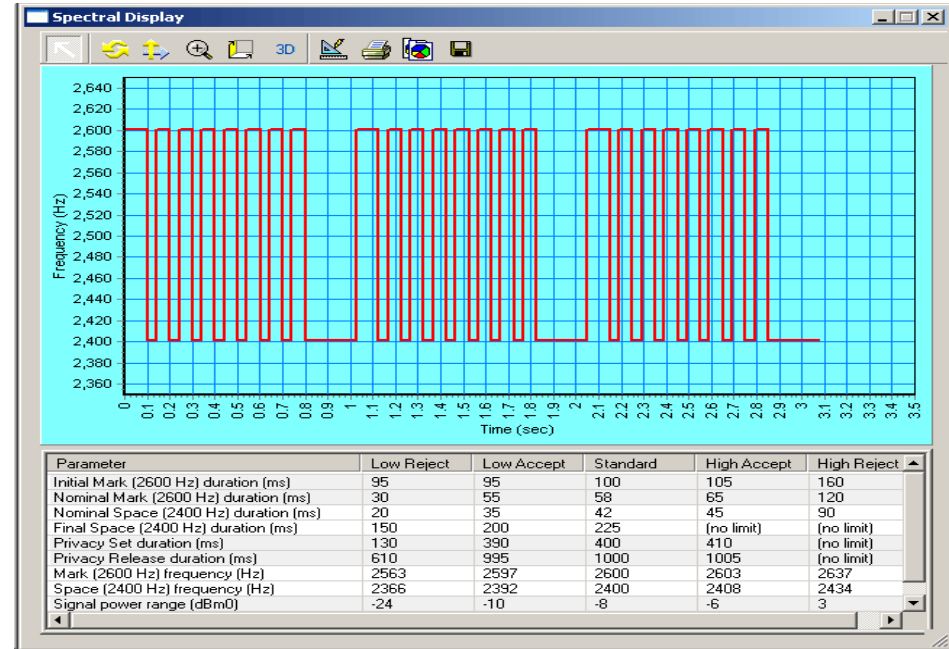 Spectral Display
3D
2,640
2,620
2,600
2,580
2,560
2,540
2,520
2,500
2,480
2,460
2,440
2,420
2,400
2,380
2,360
Frequency (Hz)
0 0.1 0.2 0.3 0.4 0.5 0.6 0.7 0.8 0.9 1 1.1 1.2 1.3 1.4 1.5 1.6 1.7 1.8 1.9 2 2.1 2.2 2.3 2.4 2.5 2.6 2.7 2.8 2.9 3 3.1 3.2 3.3 3.4 3.5
Time (sec)
Parameter Low Reject Low Accept Standard High Accept High Reject
Initial Mark (2600 Hz) duration (ms) 95 95 100 105 160
Nominal Mark (2600 Hz) duration (ms) 30 55 58 65 120
Nominal Space (2400 Hz) duration (ms) 20 35 42 45 90
Final Space (2400 Hz) duration (ms) 150 200 225 (no limit) (no limit)
Privacy Set duration (ms) 130 390 400 410 (no limit)
Privacy Release duration (ms) 610 995 1000 1005 (no limit)
Mark (2600 Hz) frequency (Hz) 2563 2597 2600 2603 2637
Space (2400 Hz) frequency (Hz) 2366 2392 2400 2408 2434
Signal power range (dBm0) -24 -10 -8 -6 3